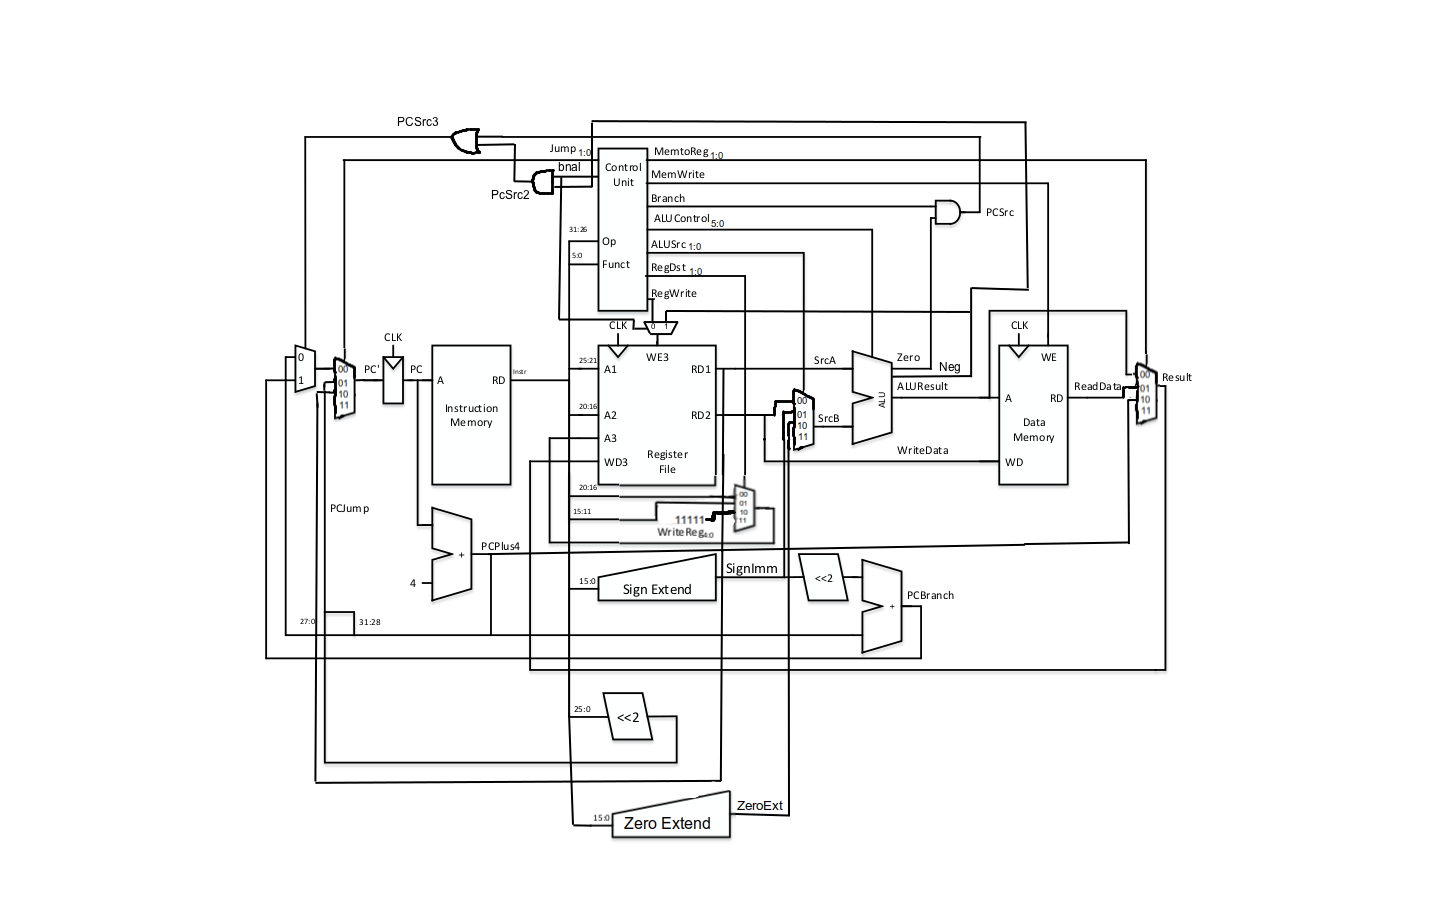 PCSrc3
Jump 1:0
MemtoReg 1:0
bnal
Control
Unit
MemWrite
PcSrc2
Branch
PCSrc
ALUControl 5:0
31:26
Op
ALUSrc 1:0
5:0
Funct
RegDst 1:0
RegWrite
CLK
CLK
0 1
CLK
0
1
00
01
10
11
PC'
PC
A
RD
Instr
Instruction
Memory
25:21
A1
WE3
RD1
SrcA
Zero
Neg
WE
20:16
A2
RD2
00
01
10
11
SrcB
ALU
ALUResult
A
RD
ReadData
00
01
10
11
Result
A3
WD3
Register
File
Data
Memory
WriteData
WD
20:16
15:11
11111
00
01
10
11
WriteReg4:0
PCJump
PCPlus4
+
4
15:0
Sign Extend
SignImm
<<2
+
PCBranch
27:0
31:28
25:0
<<2
15:0
Zero Extend
ZeroExt